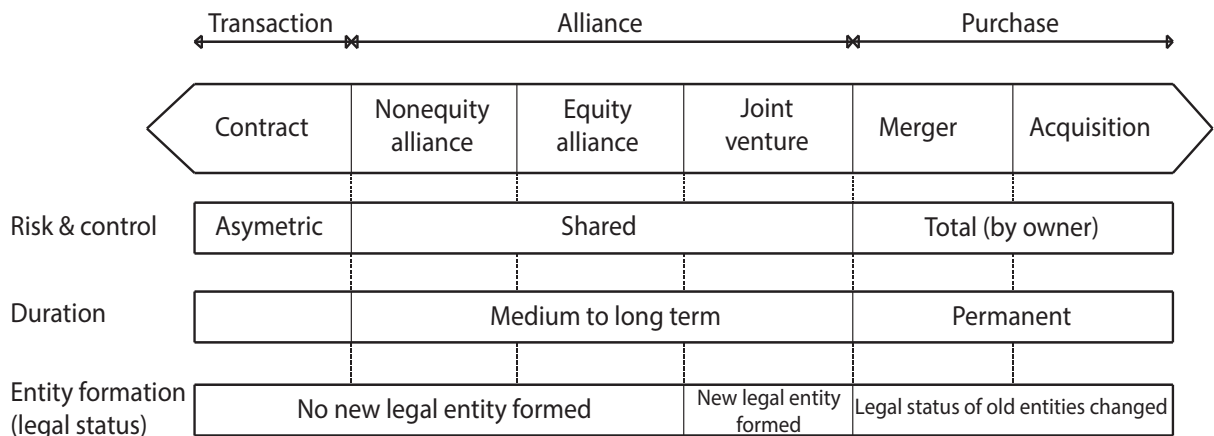 Transaction Alliance Purchase
Contract Nonequity alliance Equity alliance Joint venture Merger Acquisition
Risk & control Asymetric Shared Total (by owner)
Duration Medium to long term Permanent
Entity formation (legal status) No new legal entity formed New legal entity formed Legal status of old entities changed